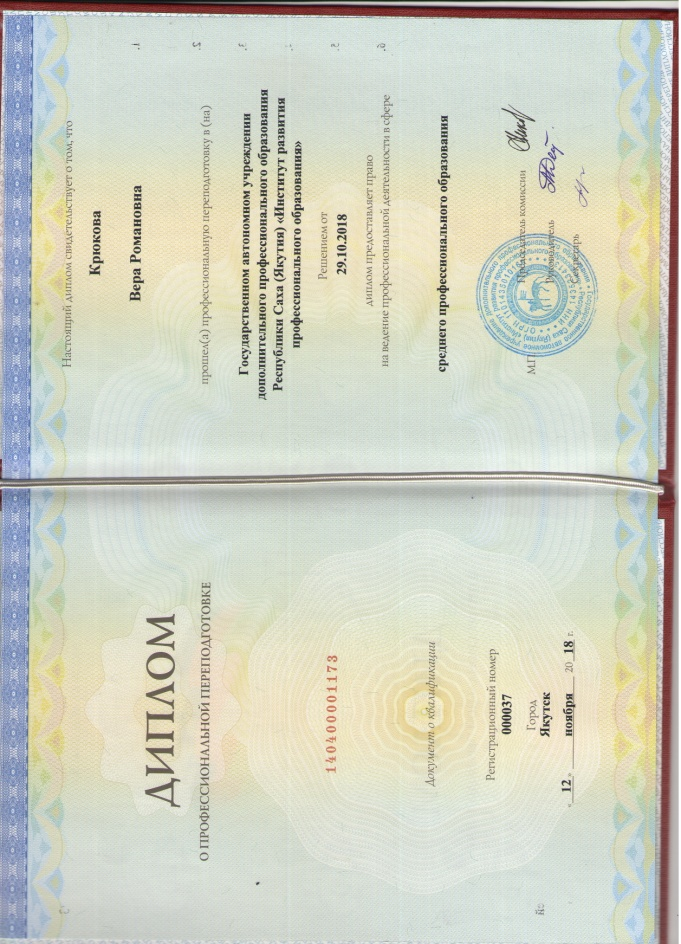 ДИПЛОМ
О ПРОФЕССИОНАЛЬНОЙ ПЕРЕПОДГОТОВКЕ
140400001173
Документ о квалификации
Регистрационный номер
000037
Город
Якутск
«12» ноября 2018 г.
Настоящий диплом свидетельствует о том, что
Крюкова
Вера Романовна
прошел(а) профессиональную переподготовку в (на)
Государственном автономном учреждении
дополнительного профессионального образования
Республики Саха (Якутия) «Институт развития
профессионального образования»
Решением от
29.10.2018
диплом предоставляет право
на ведение профессиональной деятельности в сфере
среднего профессионального образования
Председатель комиссии
Руководитель
Секретарь
М.П.